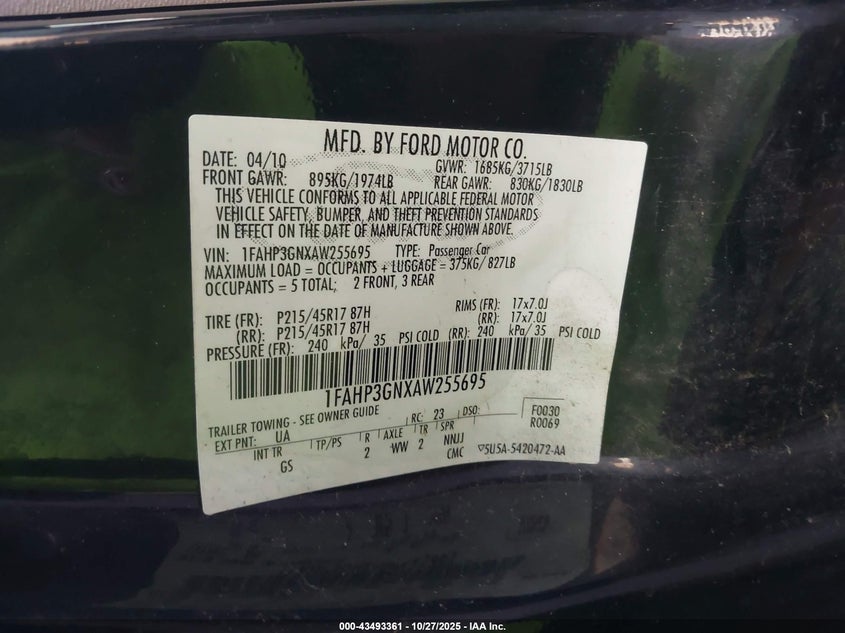 MFD. BY FORD MOTOR CO.
DATE: 04/10 GVWR: 1685KG/3715LB
FRONT GAWR: 895KG/1974LB REAR GAWR: 830KG/1830LB
THIS VEHICLE CONFORMS TO ALL APPLICABLE FEDERAL MOTOR
VEHICLE SAFETY, BUMPER, AND THEFT PREVENTION STANDARDS
IN EFFECT ON THE DATE OF MANUFACTURE SHOWN ABOVE.
VIN: 1FAHP3GNXAW255695 TYPE: Passenger Car
MAXIMUM LOAD = OCCUPANTS + LUGGAGE = 375KG/827LB
OCCUPANTS = 5 TOTAL; 2 FRONT, 3 REAR
TIRE (FR): P215/45R17 87H RIMS (FR): 17x7.0J
(RR): P215/45R17 87H (RR): 17x7.0J
PRESSURE (FR): 240 kPa/35 PSI COLD (RR): 240 kPa/35 PSI COLD
1FAHP3GNXAW255695
TRAILER TOWING - SEE OWNER GUIDE RC: 23 DSO: F0030
R0069
EXT PNT: UA TP/PS R AXLE TR SPR
INT TR 2 WW 2 NNJJ
GS CMC 5U5A-5420472-AA
000-43493361 | 10/27/2025 - IAA Inc.